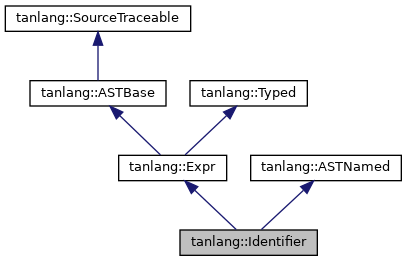 tanlang::SourceTraceable
tanlang::ASTBase
tanlang::Typed
tanlang::Expr
tanlang::ASTNamed
tanlang::Identifier